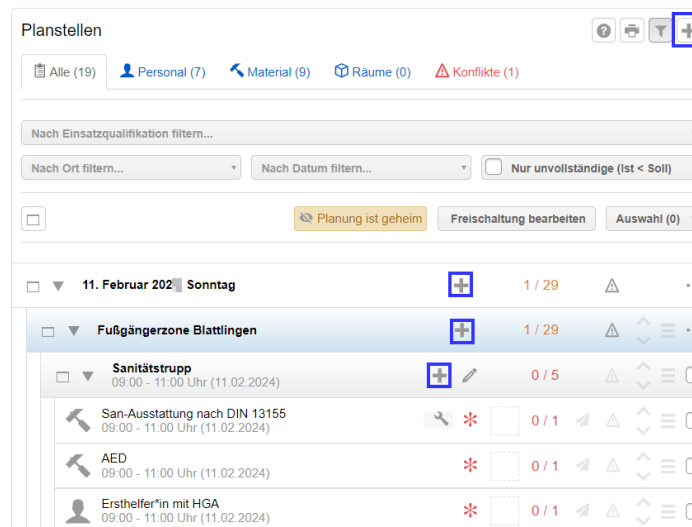 Planstellen
Alle (19) Personal (7) Material (9) Räume (0) Konflikte (1)
Nach Einsatzqualifikation filtern...
Nach Ort filtern... Nach Datum filtern... Nur unvollständige (Ist < Soll)
Planung ist geheim Freischaltung bearbeiten Auswahl (0)
11. Februar 202 Sonntag 1 / 29
Fußgängerzone Blattlingen 1 / 29
Sanitätstrupp 0 / 5
09:00 - 11:00 Uhr (11.02.2024)
San-Ausstattung nach DIN 13155 0 / 1
09:00 - 11:00 Uhr (11.02.2024)
AED 0 / 1
09:00 - 11:00 Uhr (11.02.2024)
Ersthelfer*in mit HGA 0 / 1
09:00 - 11:00 Uhr (11.02.2024)